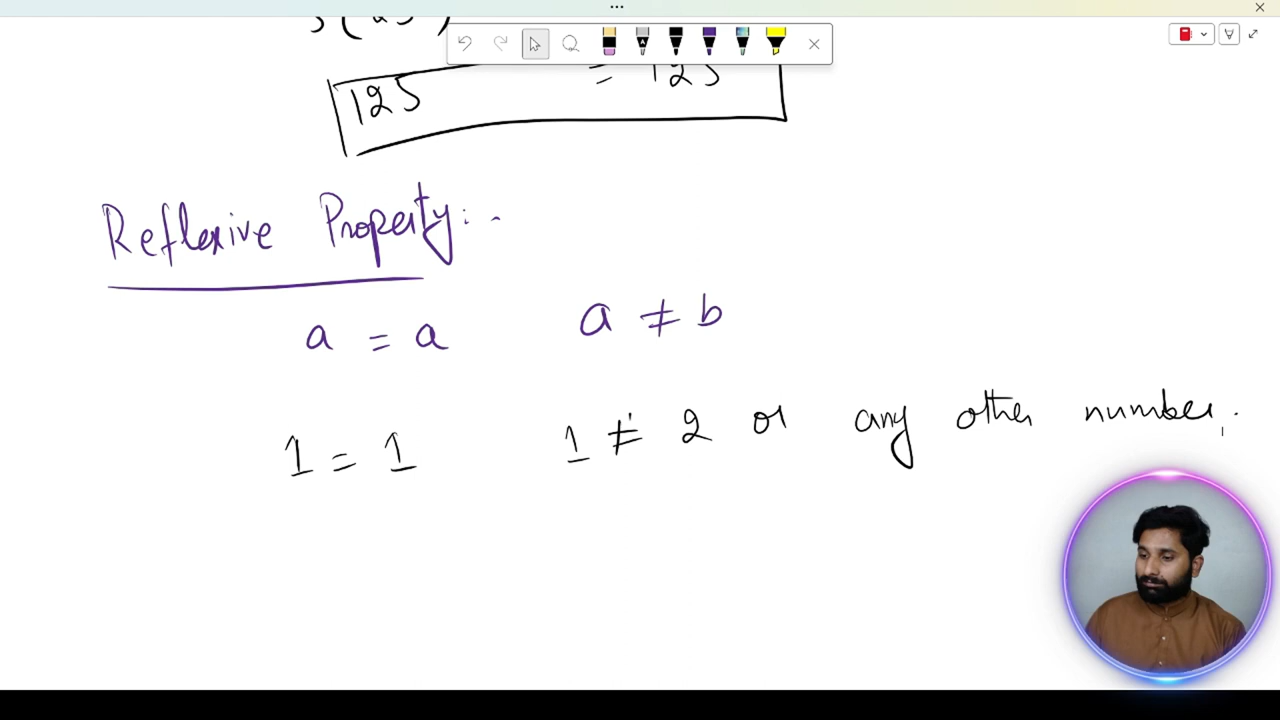 125 = 125
Reflexive Property:-
a = a a ≠ b
1 = 1 1 ≠ 2 or any other number.